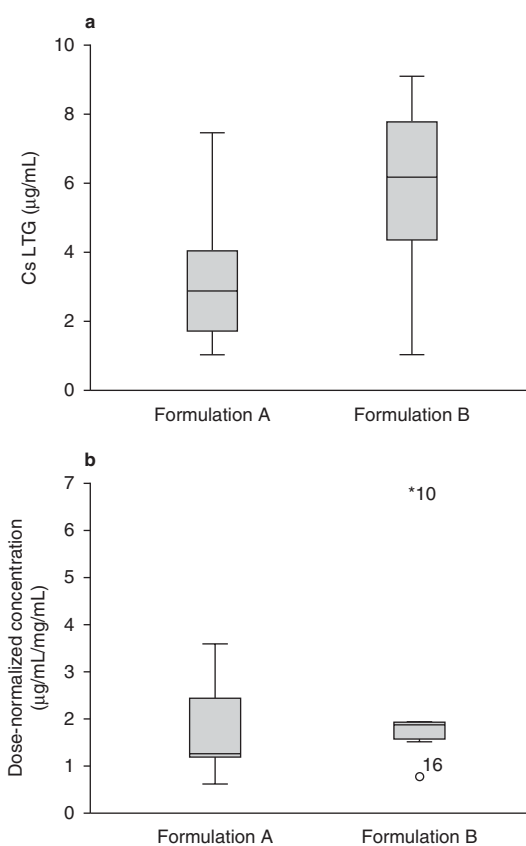 a
10
8
6
4
2
0
Cs LTG (μg/mL)
Formulation A Formulation B
b
7
6
5
4
3
2
1
0
Dose-normalized concentration
(μg/mL/mg/mL)
*10
16
Formulation A Formulation B